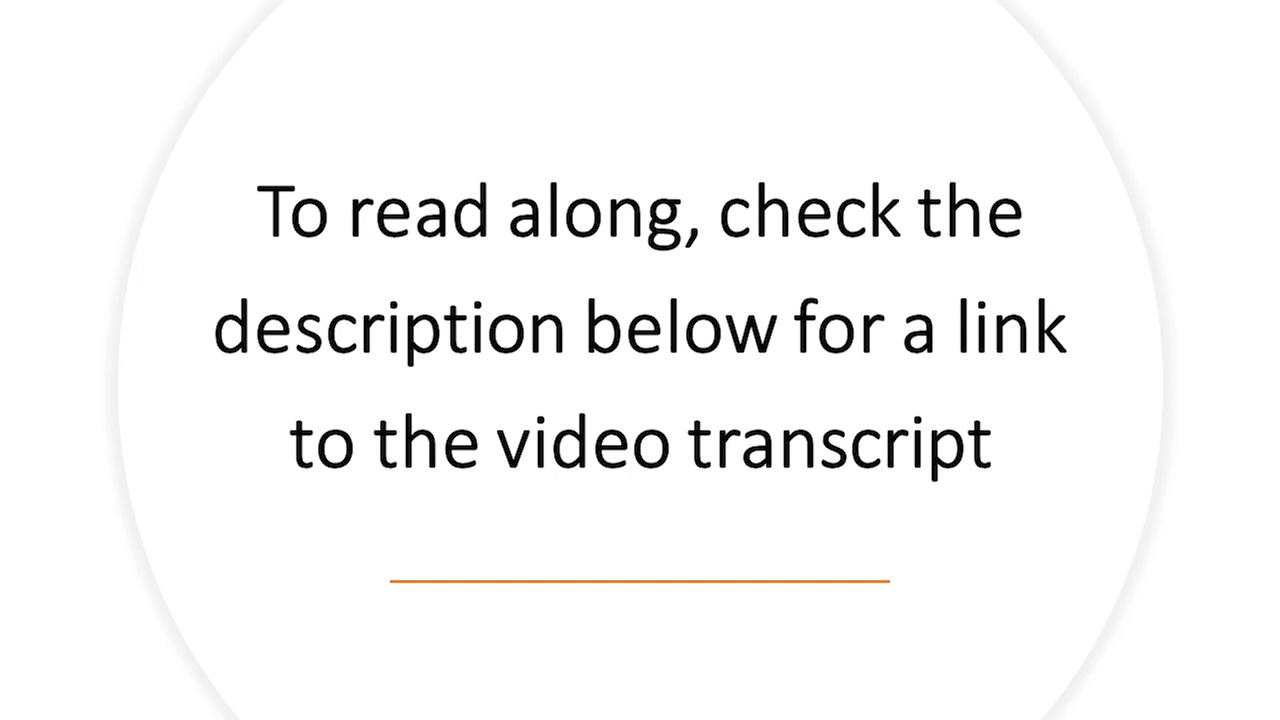 To read along, check the
description below for a link
to the video transcript